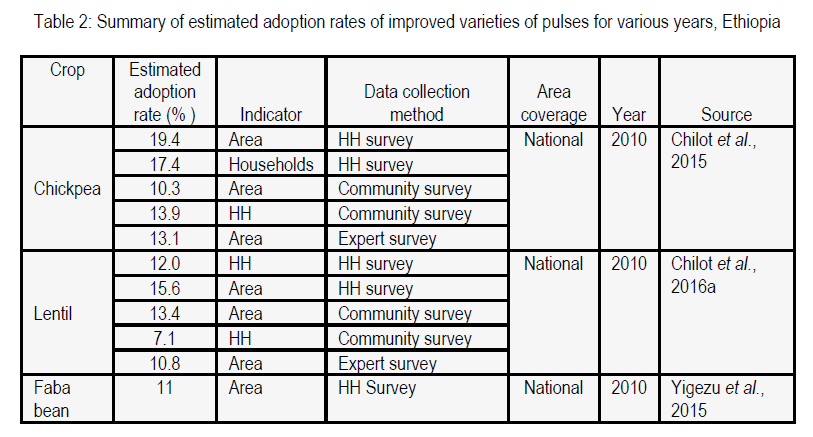 Table 2: Summary of estimated adoption rates of improved varieties of pulses for various years, Ethiopia
Crop Estimated adoption rate (% ) Indicator Data collection method Area coverage Year Source
Chickpea 19.4 Area HH survey National 2010 Chilot et al., 2015
17.4 Households HH survey
10.3 Area Community survey
13.9 HH Community survey
13.1 Area Expert survey
Lentil 12.0 HH HH survey National 2010 Chilot et al., 2016a
15.6 Area HH survey
13.4 Area Community survey
7.1 HH Community survey
10.8 Area Expert survey
Faba bean 11 Area HH Survey National 2010 Yigezu et al., 2015